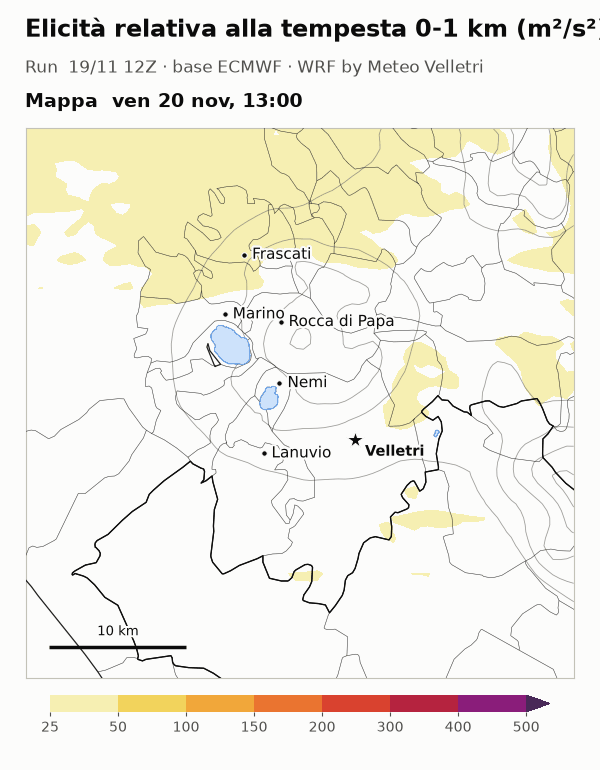 Elicità relativa alla tempesta 0-1 km (m²/s²)
Run  19/11 12Z · base ECMWF · WRF by Meteo Velletri
Mappa  ven 20 nov, 13:00
Frascati
Marino
Rocca di Papa
Nemi
Velletri
Lanuvio
10 km
25 50 100 150 200 300 400 500